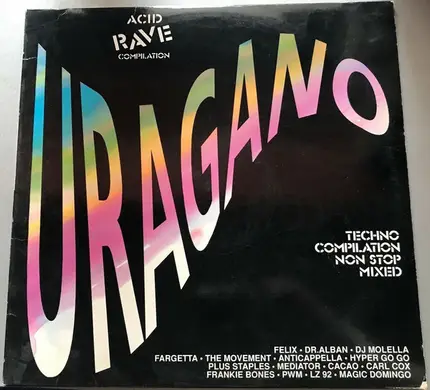 ACID
RAVE
COMPILATION
URAGANO
TECHNO
COMPILATION
NON STOP
MIXED
FELIX • DR.ALBAN • DJ MOLELLA
FARGETTA • THE MOVEMENT • ANTICAPPELLA • HYPER GO GO
PLUS STAPLES • MEDIATOR • CACAO • CARL COX
FRANKIE BONES • PWM • LZ 92 • MAGIC DOMINGO